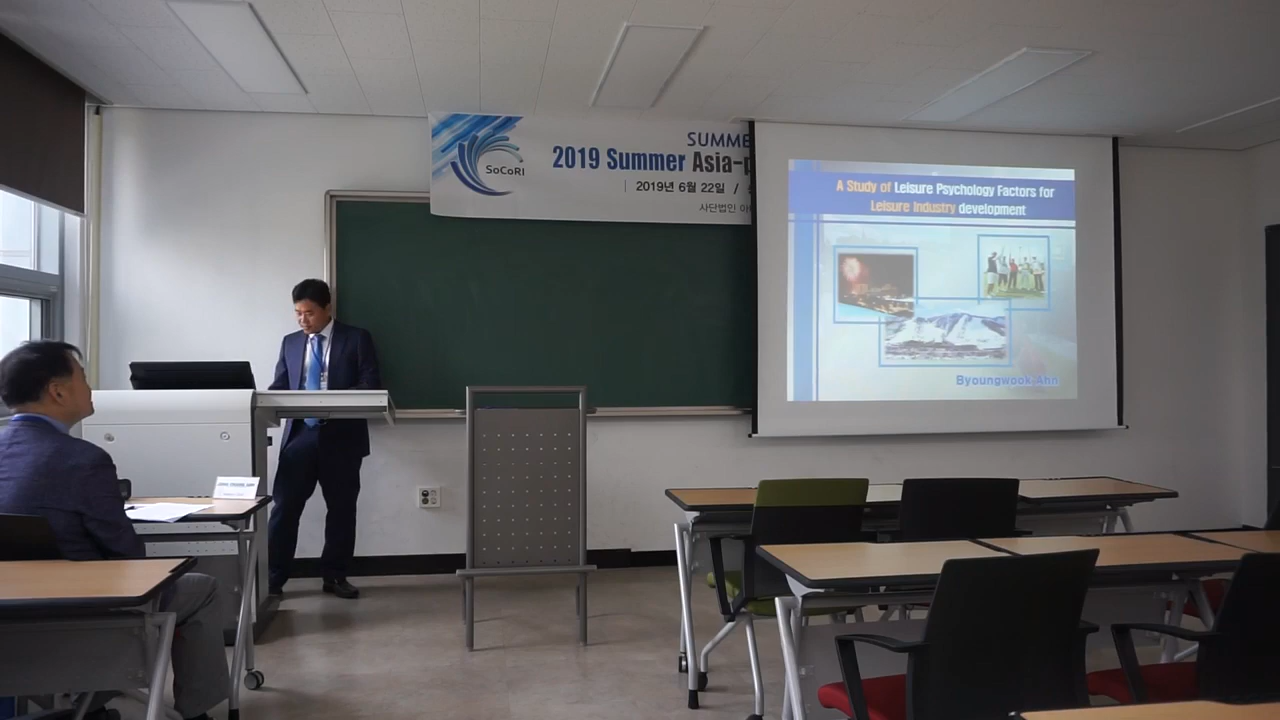 SoCoRI
SUMME
2019 Summer Asia-p
2019년 6월 22일 /
사단법인
A Study of Leisure Psychology Factors for
Leisure Industry development
Byoungwook Ahn